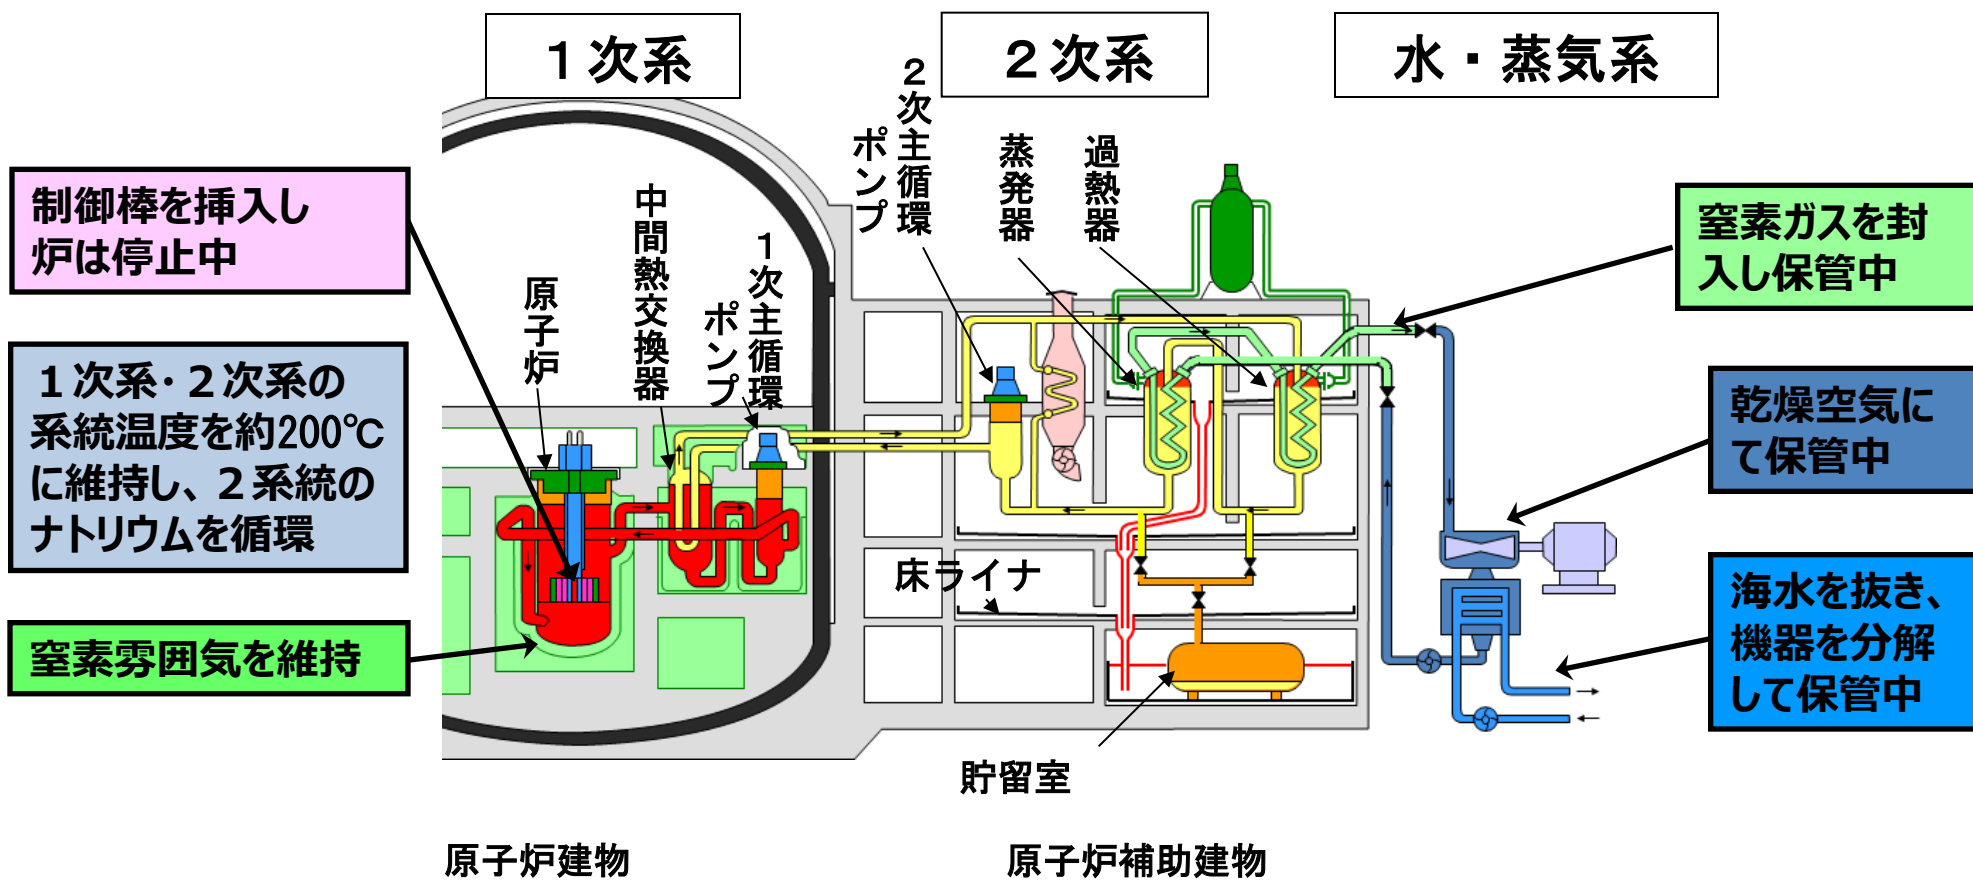 １次系
２次系
水・蒸気系
制御棒を挿入し
炉は停止中
１次系・２次系の
系統温度を約200℃
に維持し、２系統の
ナトリウムを循環
窒素雰囲気を維持
原子炉
中間熱交換器
１次主循環
ポンプ
２次主循環
ポンプ
蒸発器
過熱器
床ライナ
貯留室
窒素ガスを封
入し保管中
乾燥空気に
て保管中
海水を抜き、
機器を分解
して保管中
原子炉建物
原子炉補助建物